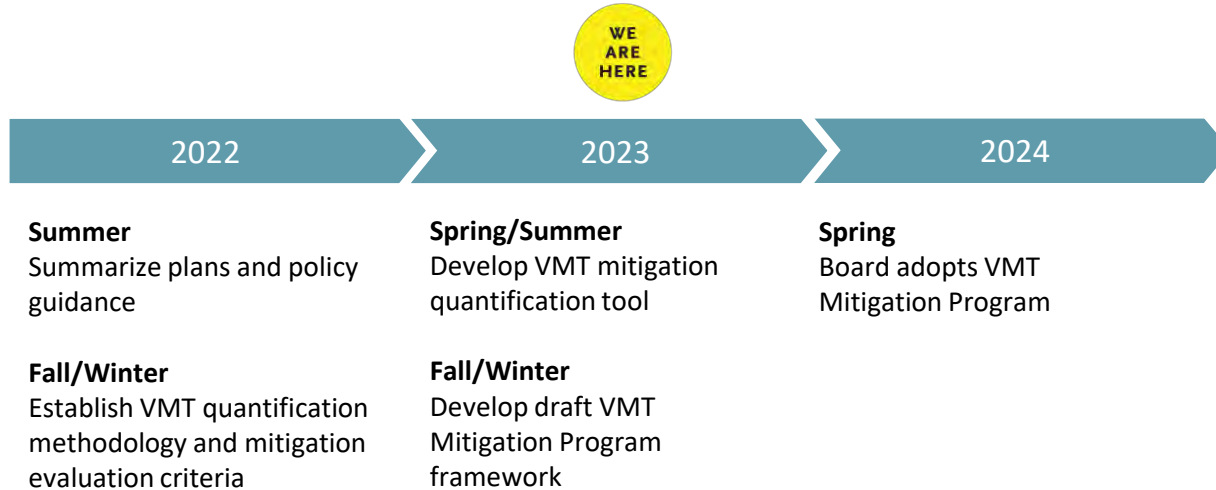 WE
ARE
HERE
2022
2023
2024
Summer
Summarize plans and policy
guidance
Fall/Winter
Establish VMT quantification
methodology and mitigation
evaluation criteria
Spring/Summer
Develop VMT mitigation
quantification tool
Fall/Winter
Develop draft VMT
Mitigation Program
framework
Spring
Board adopts VMT
Mitigation Program